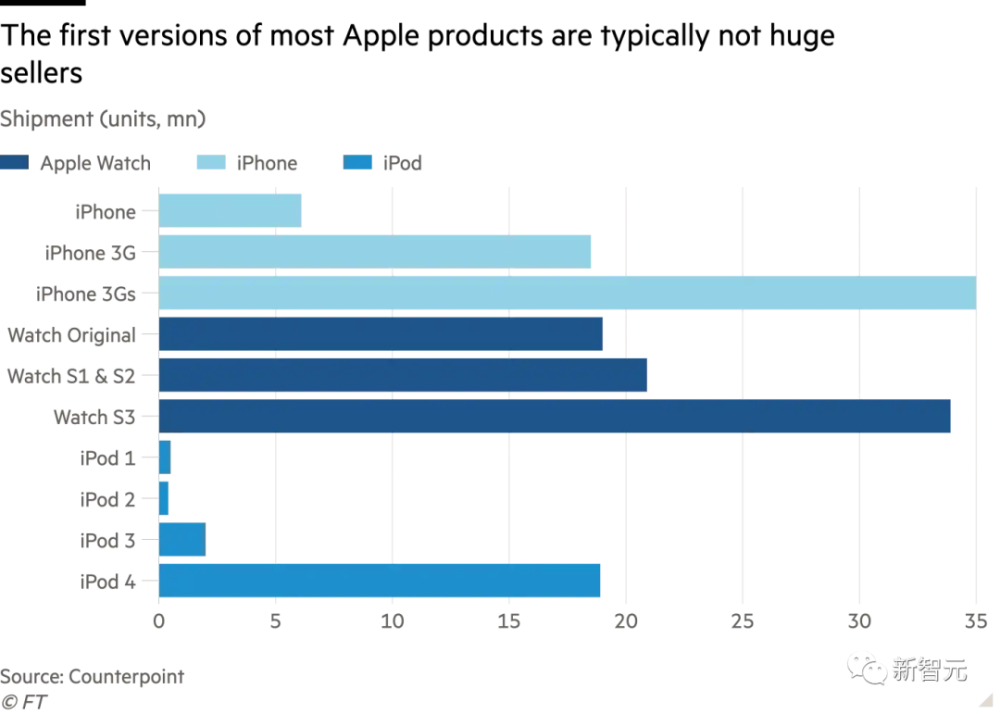 The first versions of most Apple products are typically not huge
sellers
Shipment (units, mn)
Apple Watch iPhone iPod
iPhone
iPhone 3G
iPhone 3Gs
Watch Original
Watch S1 & S2
Watch S3
iPod 1
iPod 2
iPod 3
iPod 4
0 5 10 15 20 25 30 35
Source: Counterpoint
© FT
新智元